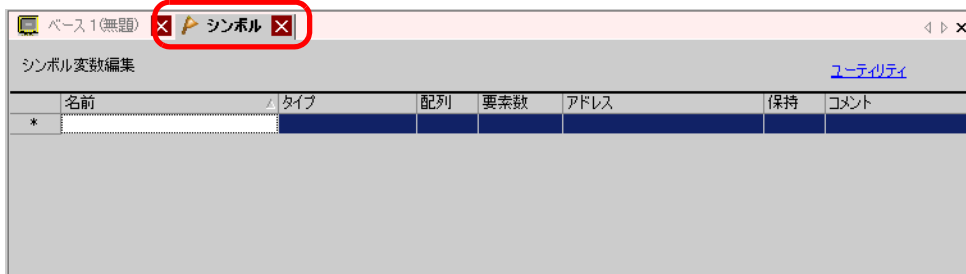 ベース 1(無題) シンボル
シンボル変数編集 ユーティリティ
名前 タイプ 配列 要素数 アドレス 保持 コメント
*